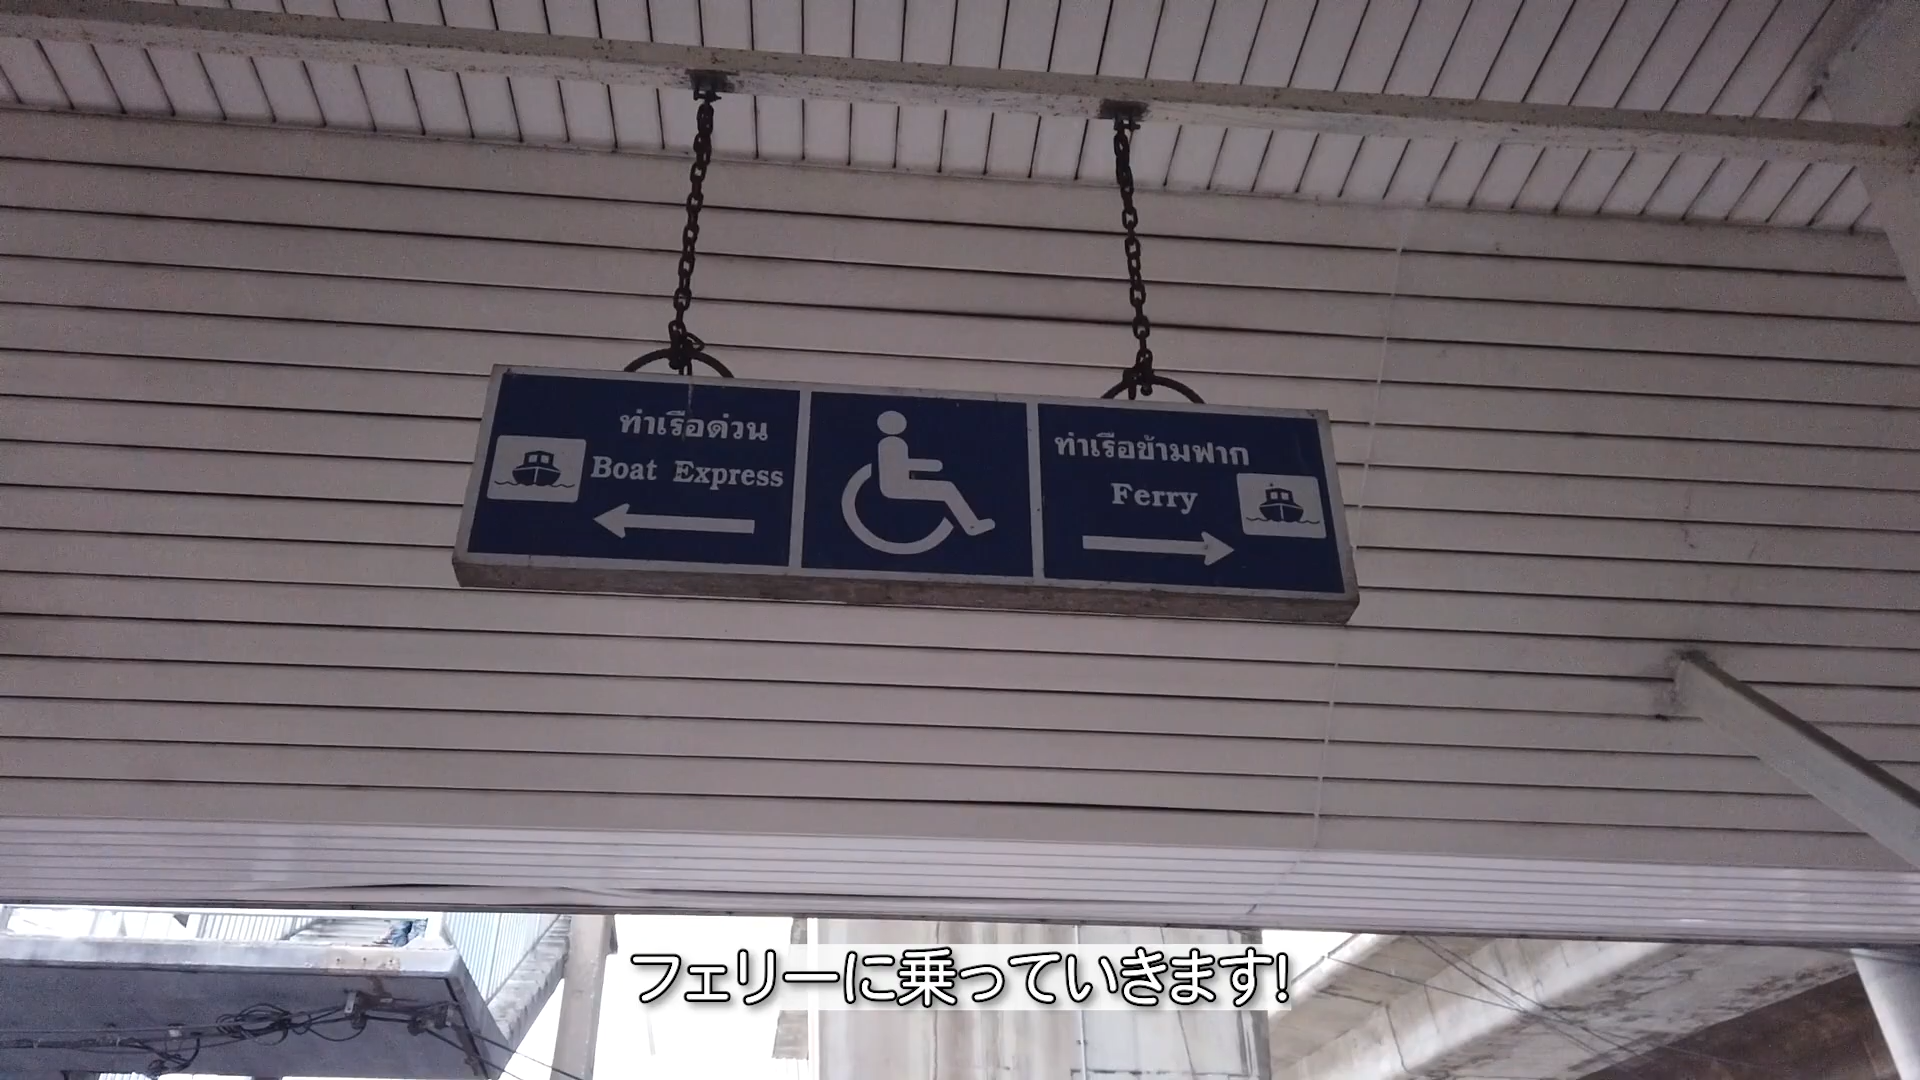 ท่าเรือด่วน
Boat Express
ท่าเรือข้ามฟาก
Ferry
フェリーに乗っていきます!